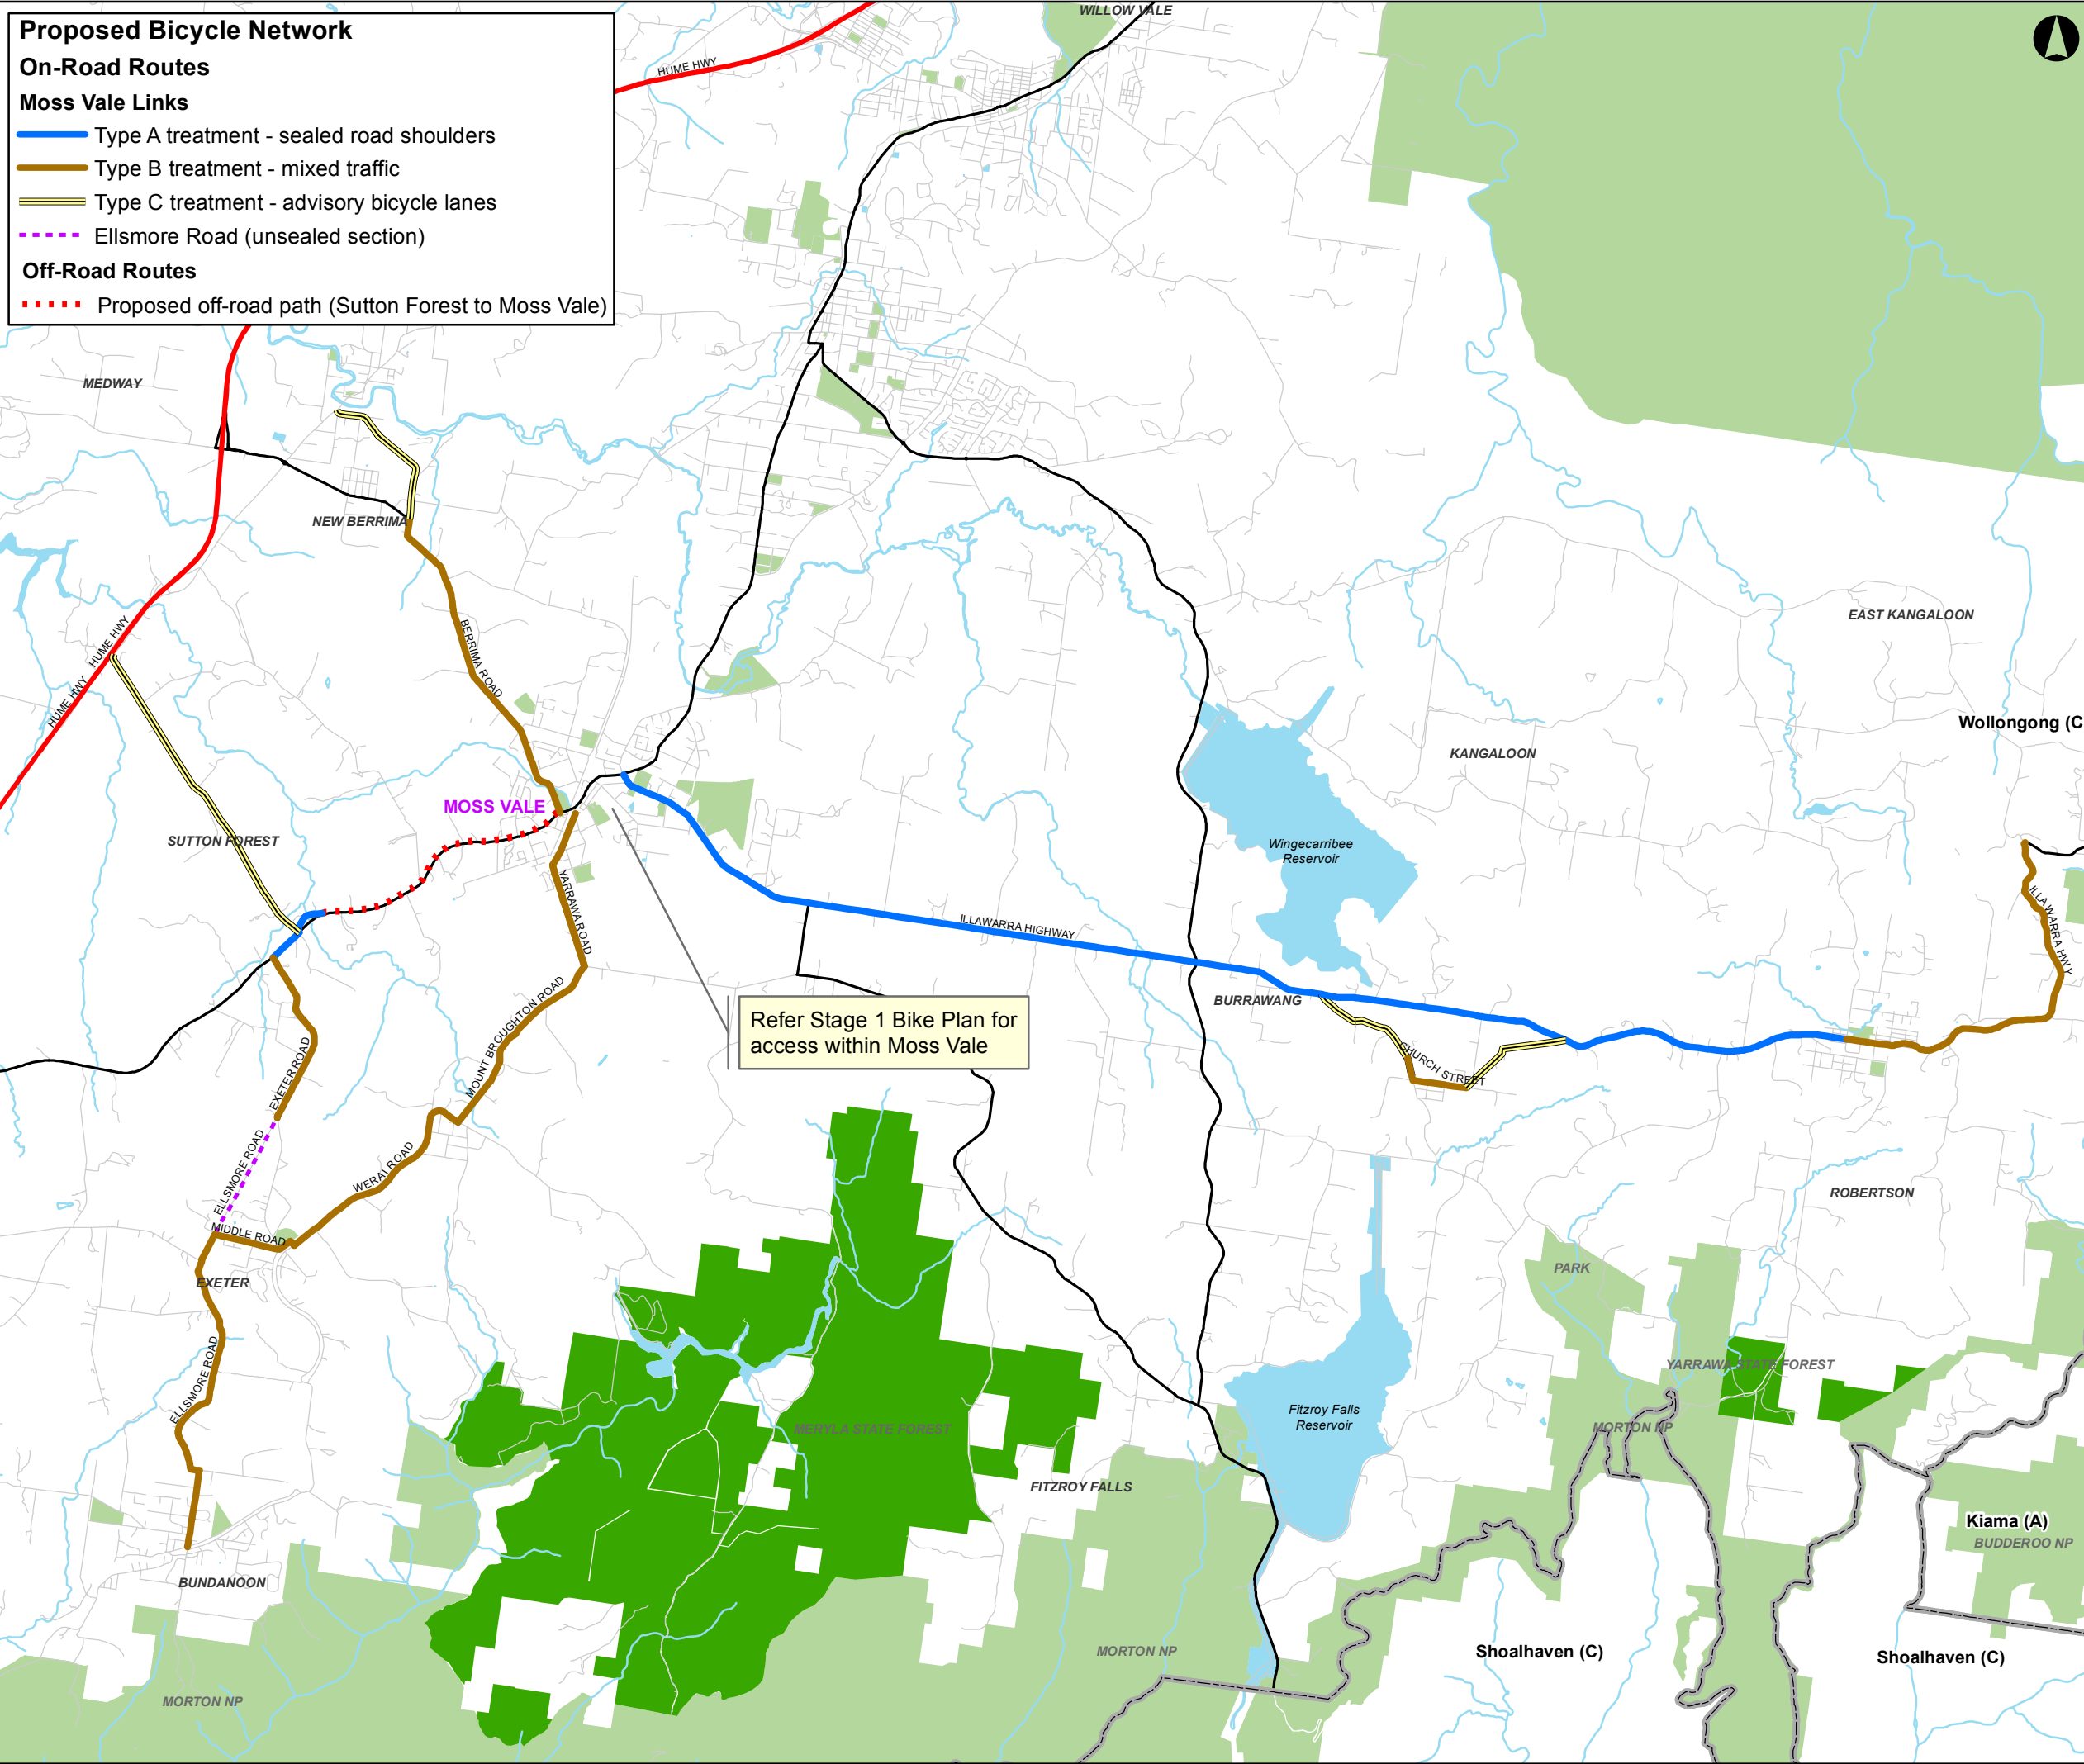 Proposed Bicycle Network
On-Road Routes
Moss Vale Links
Type A treatment - sealed road shoulders
Type B treatment - mixed traffic
Type C treatment - advisory bicycle lanes
Ellsmore Road (unsealed section)
Off-Road Routes
Proposed off-road path (Sutton Forest to Moss Vale)
WILLOW VALE
HUME HWY
MEDWAY
NEW BERRIMA
BERRIMA ROAD
HUME HWY
HUME HWY
EAST KANGALOON
Wollongong (C
KANGALOON
MOSS VALE
SUTTON FOREST
Wingecarribee
Reservoir
YARRAWA ROAD
ILLAWARRA HIGHWAY
ILLAWARRA HWY
BURRAWANG
MOUNT BROUGHTON ROAD
Refer Stage 1 Bike Plan for
access within Moss Vale
CHURCH STREET
EXETER ROAD
ELLSMORE ROAD
WERAI ROAD
ROBERTSON
MIDDLE ROAD
EXETER
PARK
ELLSMORE ROAD
YARRAWA STATE FOREST
Fitzroy Falls
Reservoir
MERYLA STATE FOREST
MORTON NP
FITZROY FALLS
Kiama (A)
BUDDEROO NP
BUNDANOON
MORTON NP
Shoalhaven (C)
Shoalhaven (C)
MORTON NP